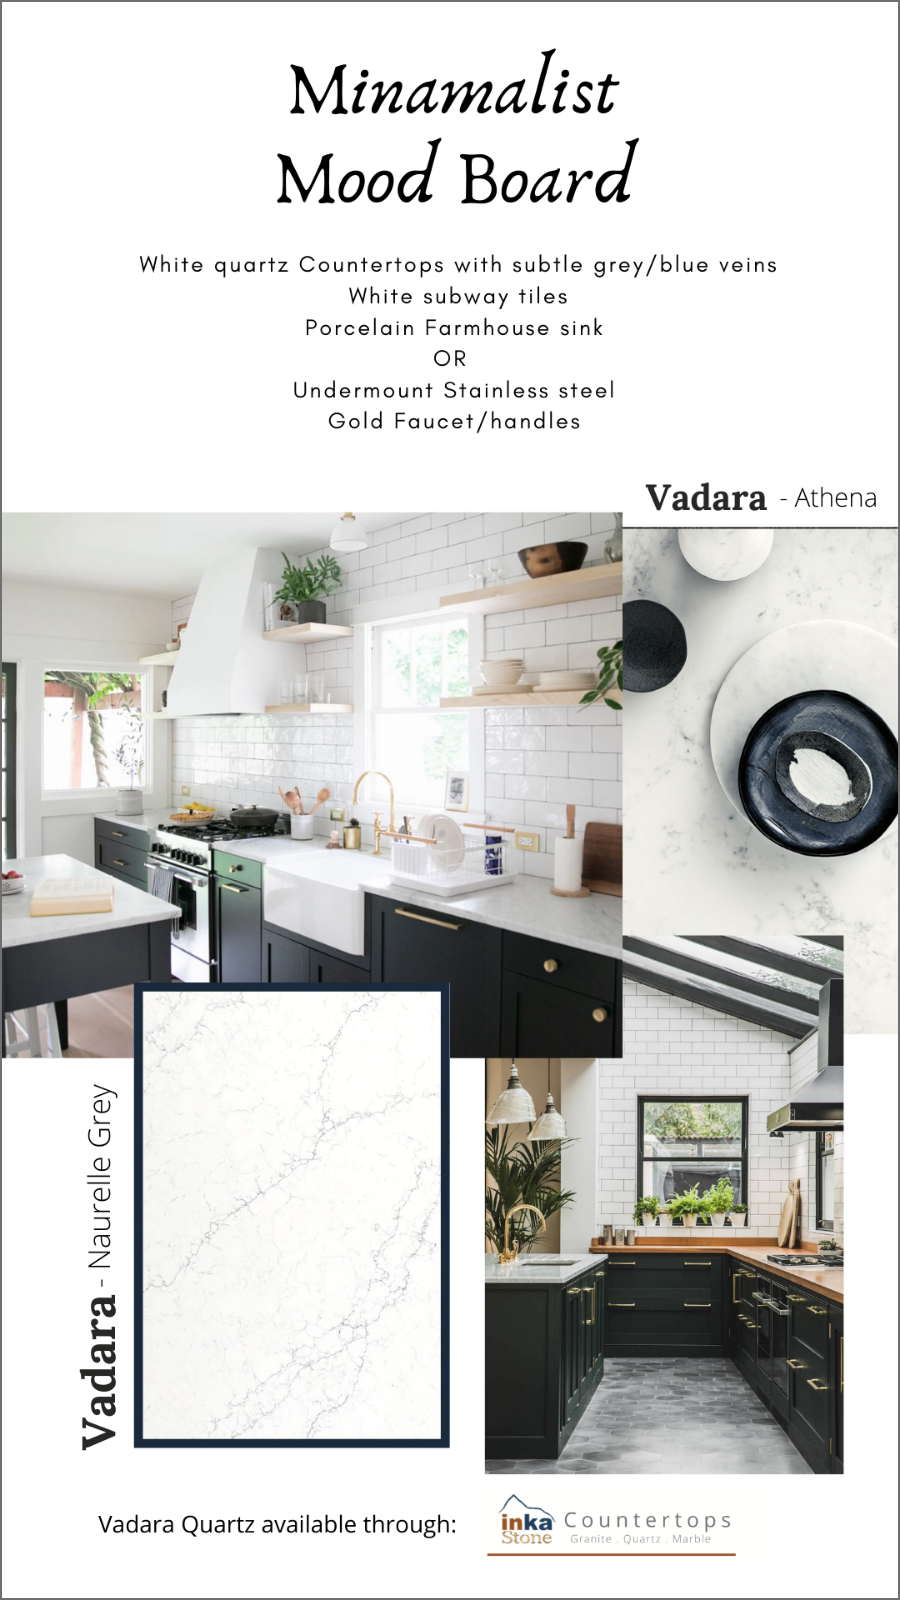 Minamalist
Mood Board
White quartz Countertops with subtle grey/blue veins
White subway tiles
Porcelain Farmhouse sink
OR
Undermount Stainless steel
Gold Faucet/handles
Vadara - Athena
Vadara - Naurelle Grey
Vadara Quartz available through:
inka
Stone
Countertops
Granite . Quartz . Marble